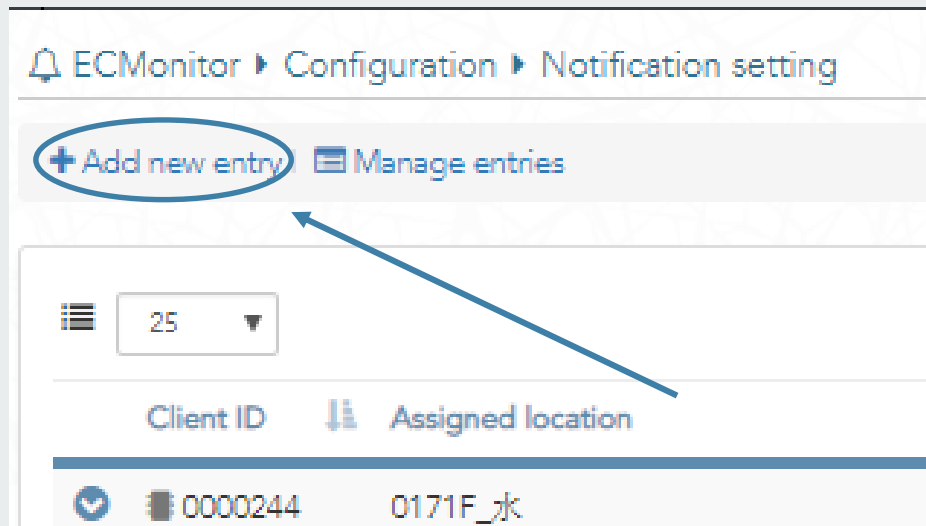 ECMonitor Configuration Notification setting
Add new entry Manage entries
25
Client ID Assigned location
0000244 0171F_水